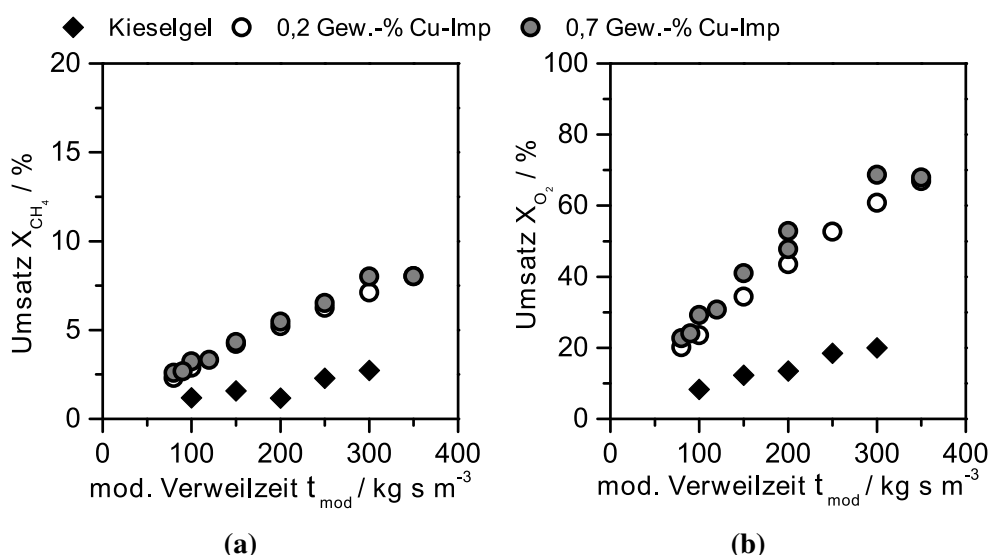 Kieselgel 0,2 Gew.-% Cu-Imp 0,7 Gew.-% Cu-Imp
20
15
10
5
0
Umsatz X_CH4 / %
0 100 200 300 400
mod. Verweilzeit t_mod / kg s m⁻³
(a)
100
80
60
40
20
0
Umsatz X_O2 / %
0 100 200 300 400
mod. Verweilzeit t_mod / kg s m⁻³
(b)